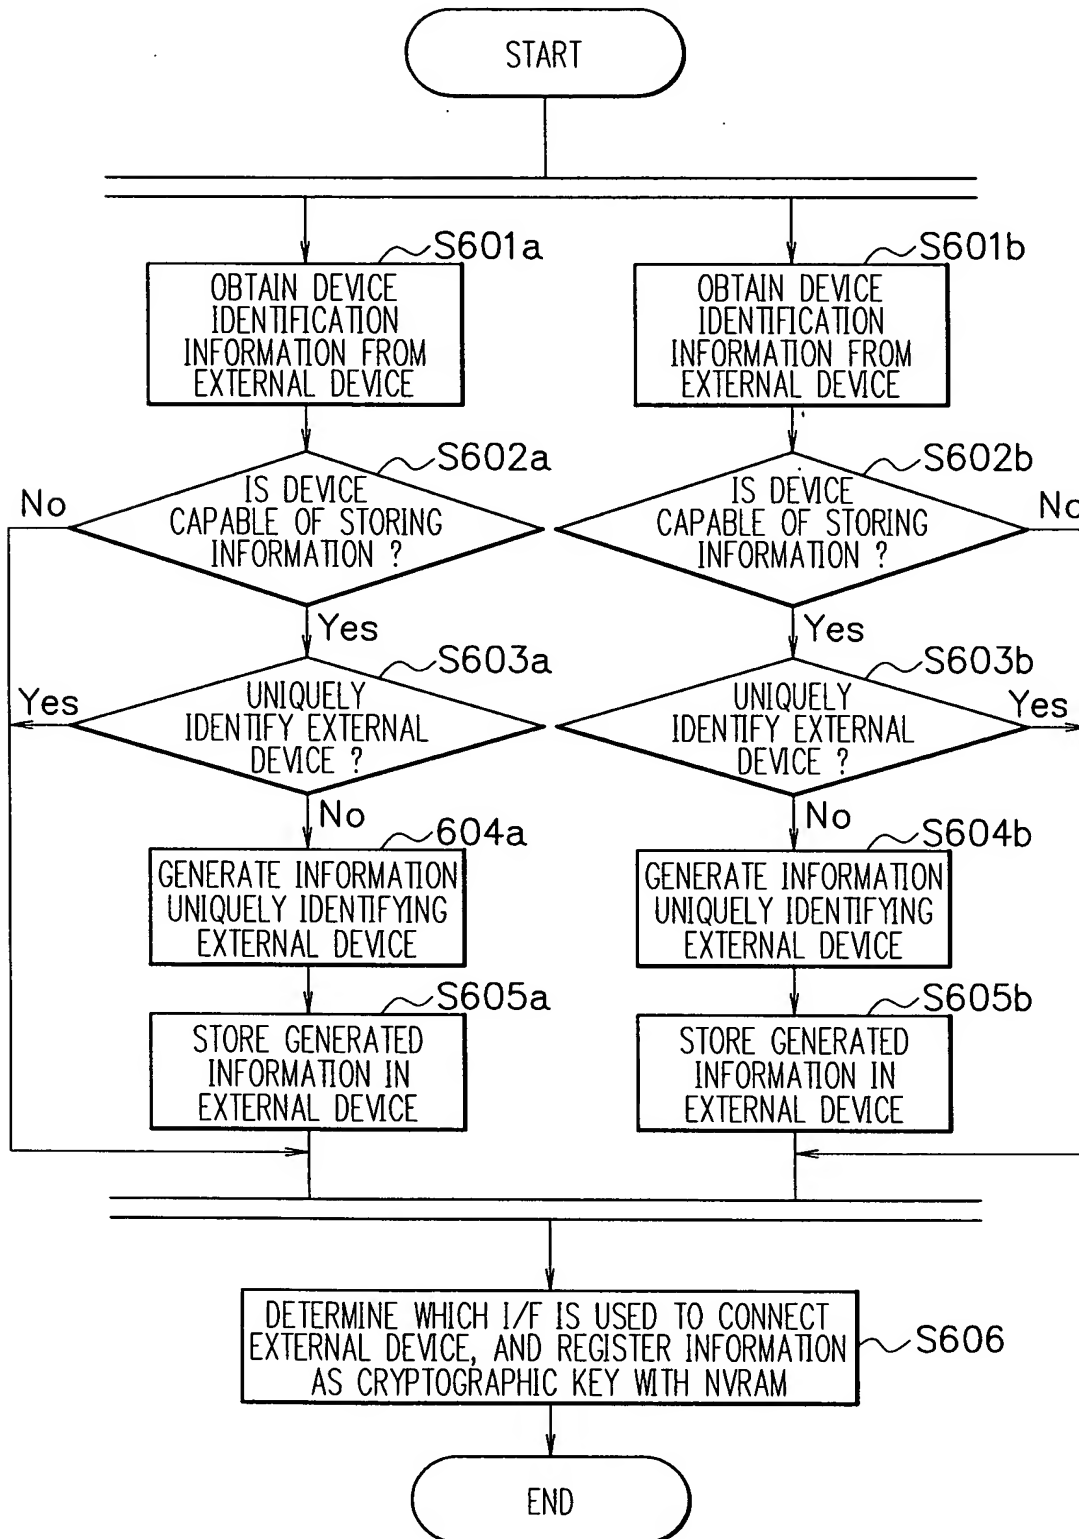 START
S601a
OBTAIN DEVICE
IDENTIFICATION
INFORMATION FROM
EXTERNAL DEVICE
S601b
OBTAIN DEVICE
IDENTIFICATION
INFORMATION FROM
EXTERNAL DEVICE
S602a
No
IS DEVICE
CAPABLE OF STORING
INFORMATION ?
Yes
S602b
No
IS DEVICE
CAPABLE OF STORING
INFORMATION ?
Yes
S603a
Yes
UNIQUELY
IDENTIFY EXTERNAL
DEVICE ?
No
S603b
Yes
UNIQUELY
IDENTIFY EXTERNAL
DEVICE ?
No
604a
GENERATE INFORMATION
UNIQUELY IDENTIFYING
EXTERNAL DEVICE
S604b
GENERATE INFORMATION
UNIQUELY IDENTIFYING
EXTERNAL DEVICE
S605a
STORE GENERATED
INFORMATION IN
EXTERNAL DEVICE
S605b
STORE GENERATED
INFORMATION IN
EXTERNAL DEVICE
DETERMINE WHICH I/F IS USED TO CONNECT
EXTERNAL DEVICE, AND REGISTER INFORMATION
AS CRYPTOGRAPHIC KEY WITH NVRAM
S606
END